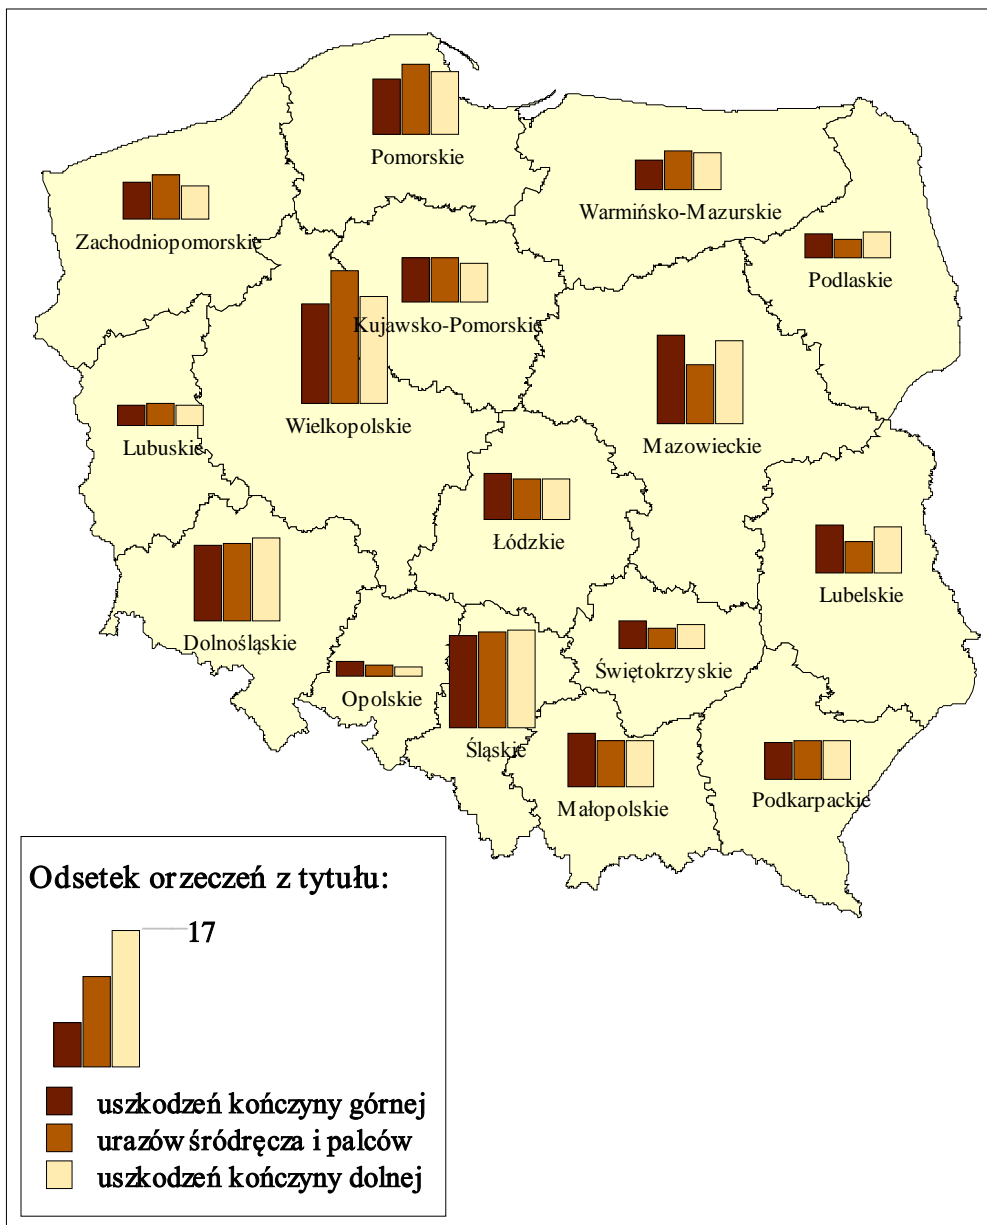 Pomorskie
Warmińsko-Mazurskie
Zachodniopomorskie
Podlaskie
Kujawsko-Pomorskie
Wielkopolskie
Mazowieckie
Lubuskie
Łódzkie
Lubelskie
Dolnośląskie
Świętokrzyskie
Opolskie
Śląskie
Małopolskie
Podkarpackie
Odsetek orzeczeń z tytułu:
17
uszkodzeń kończyny górnej
urazów śródręcza i palców
uszkodzeń kończyny dolnej